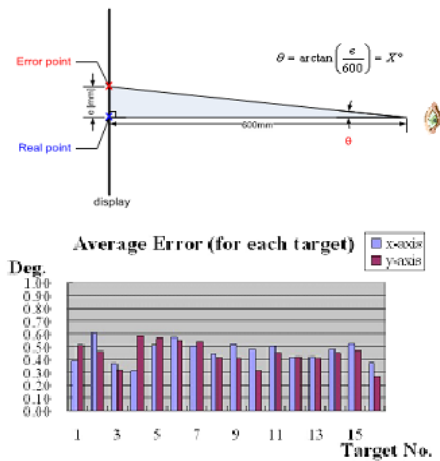 Error point
θ = arctan(e/600) = X°
e [mm]
600mm
Real point
θ
display
Average Error (for each target)
x-axis
y-axis
Deg.
1.00
0.90
0.80
0.70
0.60
0.50
0.40
0.30
0.20
0.10
0.00
1 3 5 7 9 11 13 15
Target No.